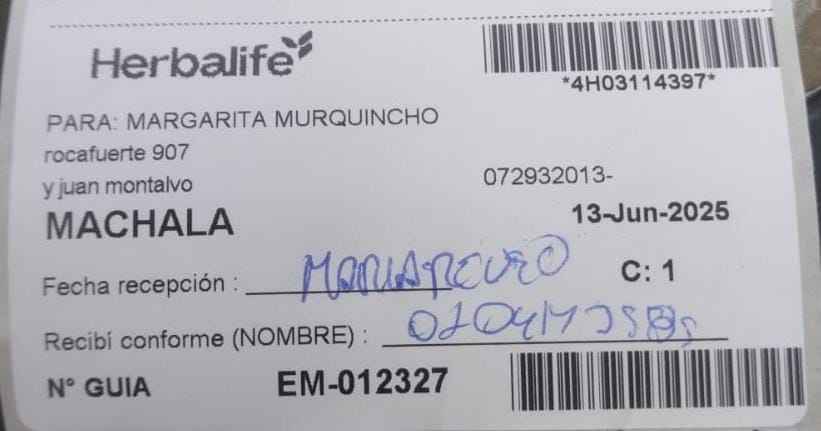 Herbalife
*4H03114397*
PARA: MARGARITA MURQUINCHO
rocafuerte 907
y juan montalvo
072932013-
MACHALA
13-Jun-2025
Fecha recepción :
C: 1
Recibí conforme (NOMBRE) :
N° GUIA EM-012327